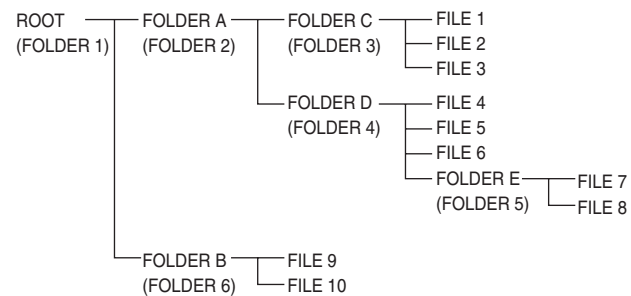 ROOT FOLDER A FOLDER C FILE 1
(FOLDER 1) (FOLDER 2) (FOLDER 3) FILE 2
FILE 3
FOLDER D FILE 4
(FOLDER 4) FILE 5
FILE 6
FOLDER E FILE 7
(FOLDER 5) FILE 8
FOLDER B FILE 9
(FOLDER 6) FILE 10